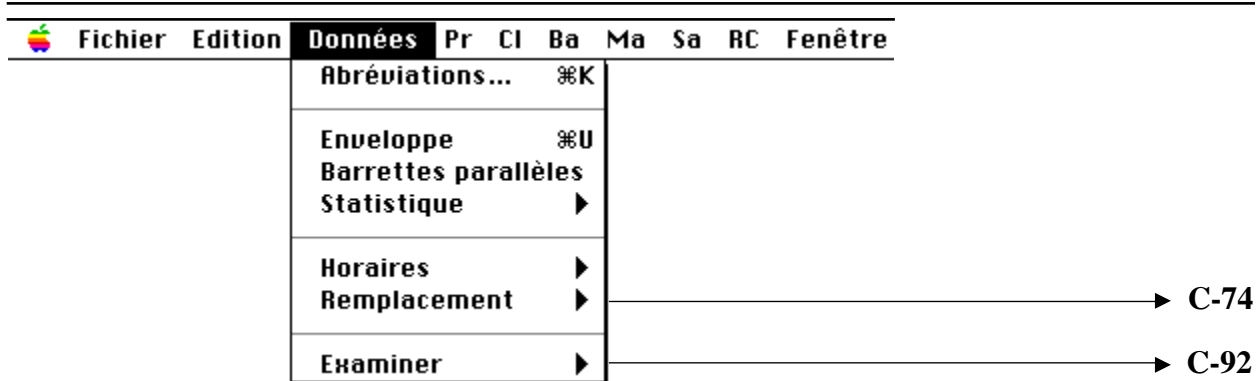 Fichier Edition Données Pr Cl Ba Ma Sa RC Fenêtre
Abréviations... ⌘K
Enveloppe ⌘U
Barrettes parallèles
Statistique
Horaires
Remplacement C-74
Examiner C-92